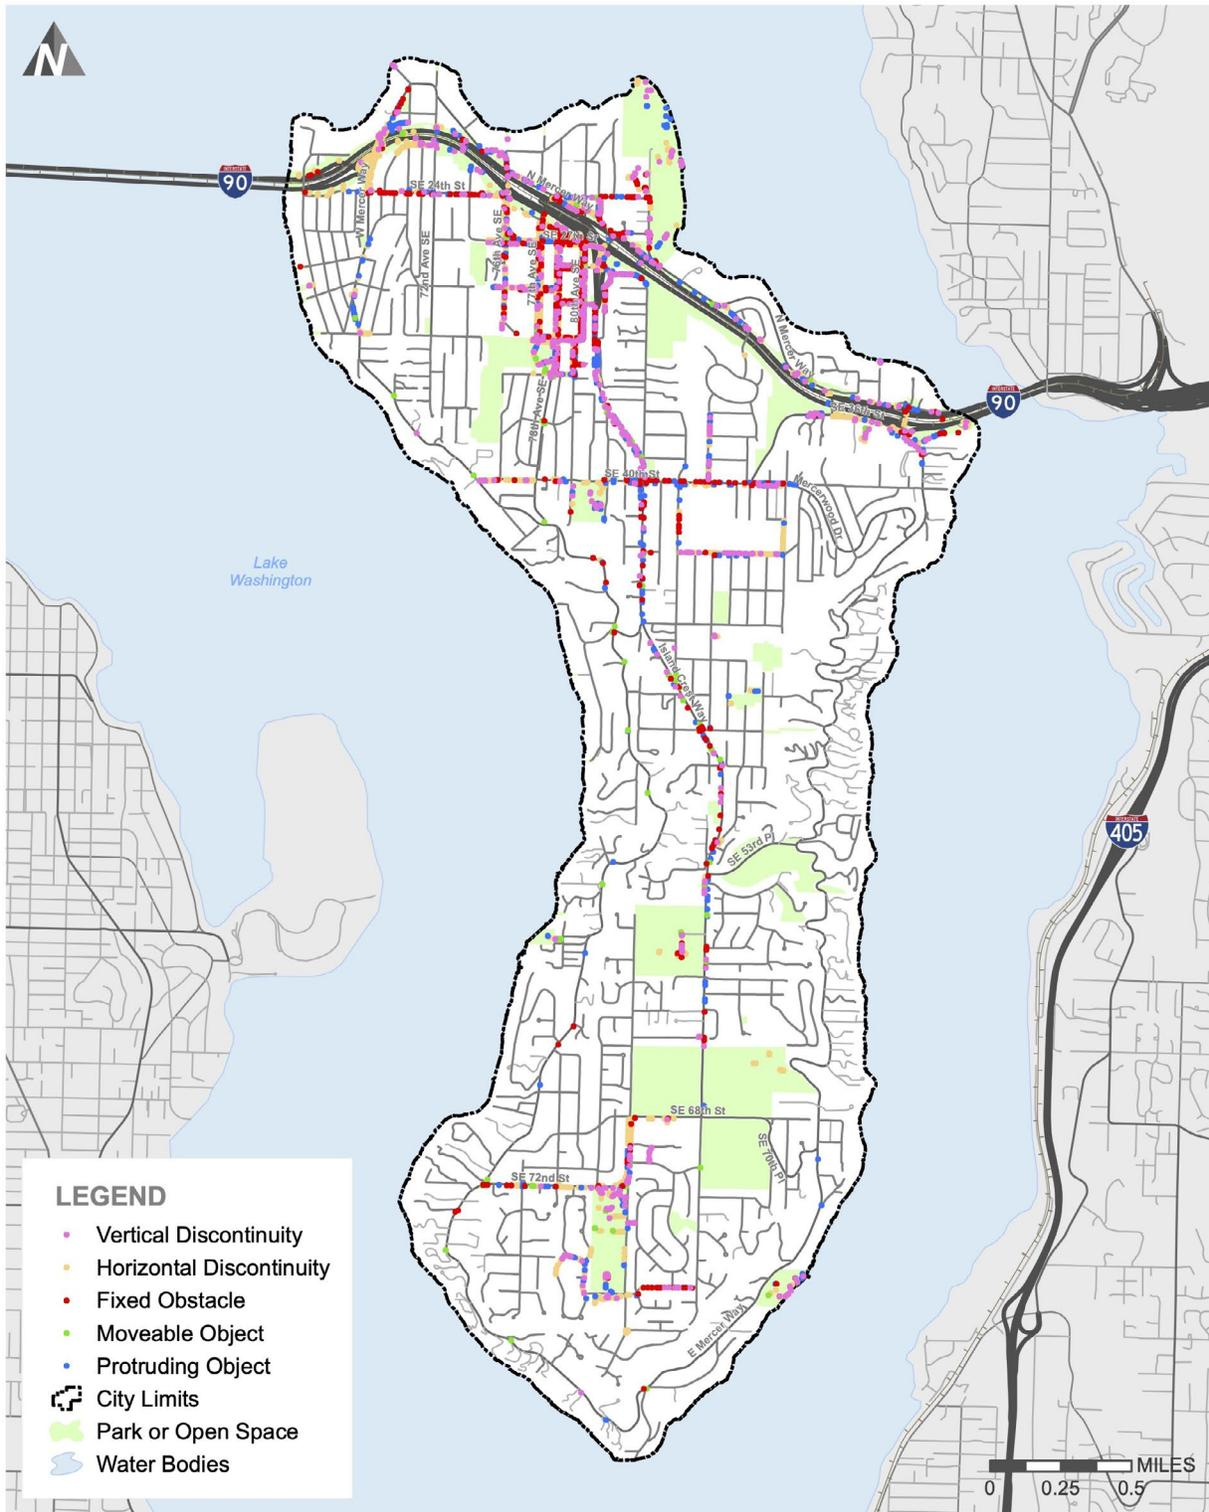 N
INTERSTATE
90
W Mercer Way
SE 24th St
N Mercer Way
SE 27th St
72nd Ave SE
76th Ave SE
77th Ave SE
80th Ave SE
N Mercer Way
INTERSTATE
90
SE 36th St
78th Ave SE
SE 40th St
Mercerwood Dr
Lake
Washington
Island Crest Way
INTERSTATE
405
SE 53rd Pl
SE 68th St
SE 70th Pl
SE 72nd St
E Mercer Way
LEGEND
Vertical Discontinuity
Horizontal Discontinuity
Fixed Obstacle
Moveable Object
Protruding Object
City Limits
Park or Open Space
Water Bodies
MILES
0 0.25 0.5